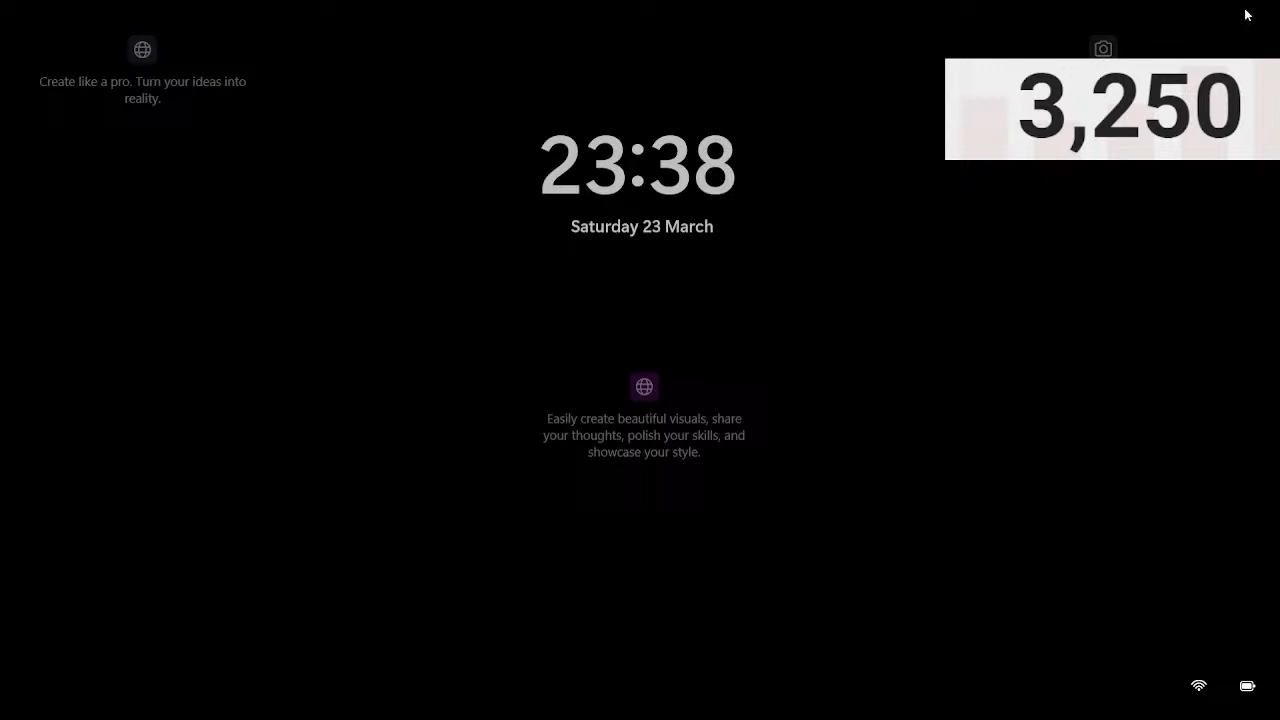 Create like a pro. Turn your ideas into
reality.
3,250
23:38
Saturday 23 March
Easily create beautiful visuals, share
your thoughts, polish your skills, and
showcase your style.